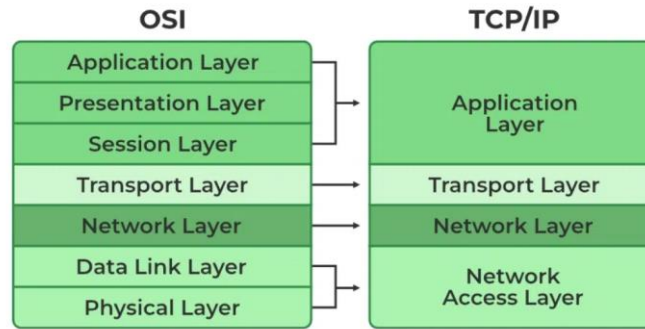 OSI
Application Layer
Presentation Layer
Session Layer
Transport Layer
Network Layer
Data Link Layer
Physical Layer
TCP/IP
Application
Layer
Transport Layer
Network Layer
Network
Access Layer